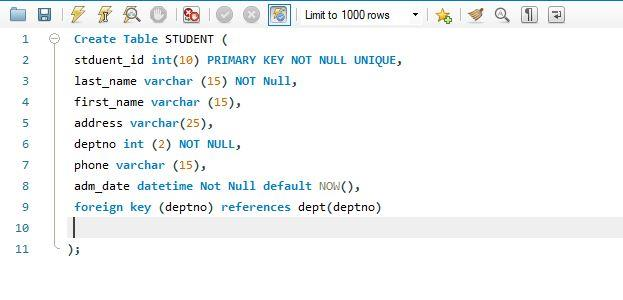 Limit to 1000 rows
1 Create Table STUDENT (
2 stduent_id int(10) PRIMARY KEY NOT NULL UNIQUE,
3 last_name varchar (15) NOT Null,
4 first_name varchar (15),
5 address varchar(25),
6 deptno int (2) NOT NULL,
7 phone varchar (15),
8 adm_date datetime Not Null default NOW(),
9 foreign key (deptno) references dept(deptno)
10
11 );